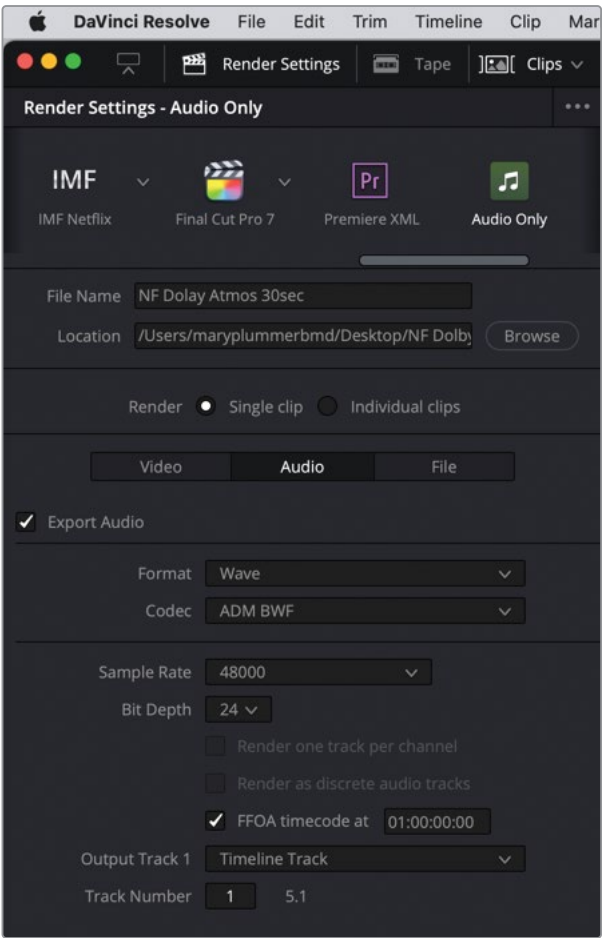 DaVinci Resolve File Edit Trim Timeline Clip Mar
Render Settings Tape Clips
Render Settings - Audio Only
IMF Pr
IMF Netflix Final Cut Pro 7 Premiere XML Audio Only
File Name NF Dolay Atmos 30sec
Location /Users/maryplummerbmd/Desktop/NF Dolby Browse
Render Single clip Individual clips
Video Audio File
Export Audio
Format Wave
Codec ADM BWF
Sample Rate 48000
Bit Depth 24
Render one track per channel
Render as discrete audio tracks
FFOA timecode at 01:00:00:00
Output Track 1 Timeline Track
Track Number 1 5.1